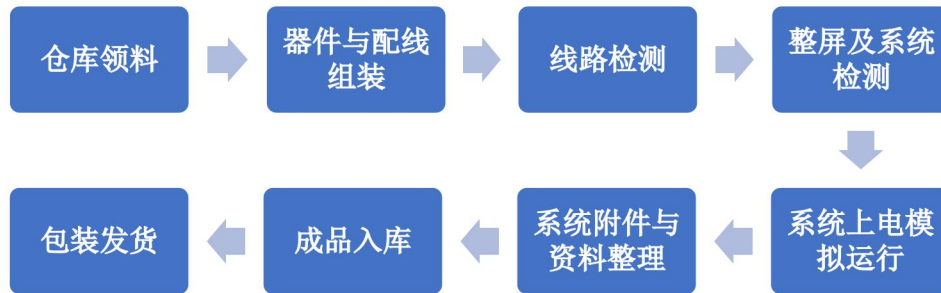 仓库领料
器件与配线
组装
线路检测
整屏及系统
检测
系统上电模
拟运行
系统附件与
资料整理
成品入库
包装发货